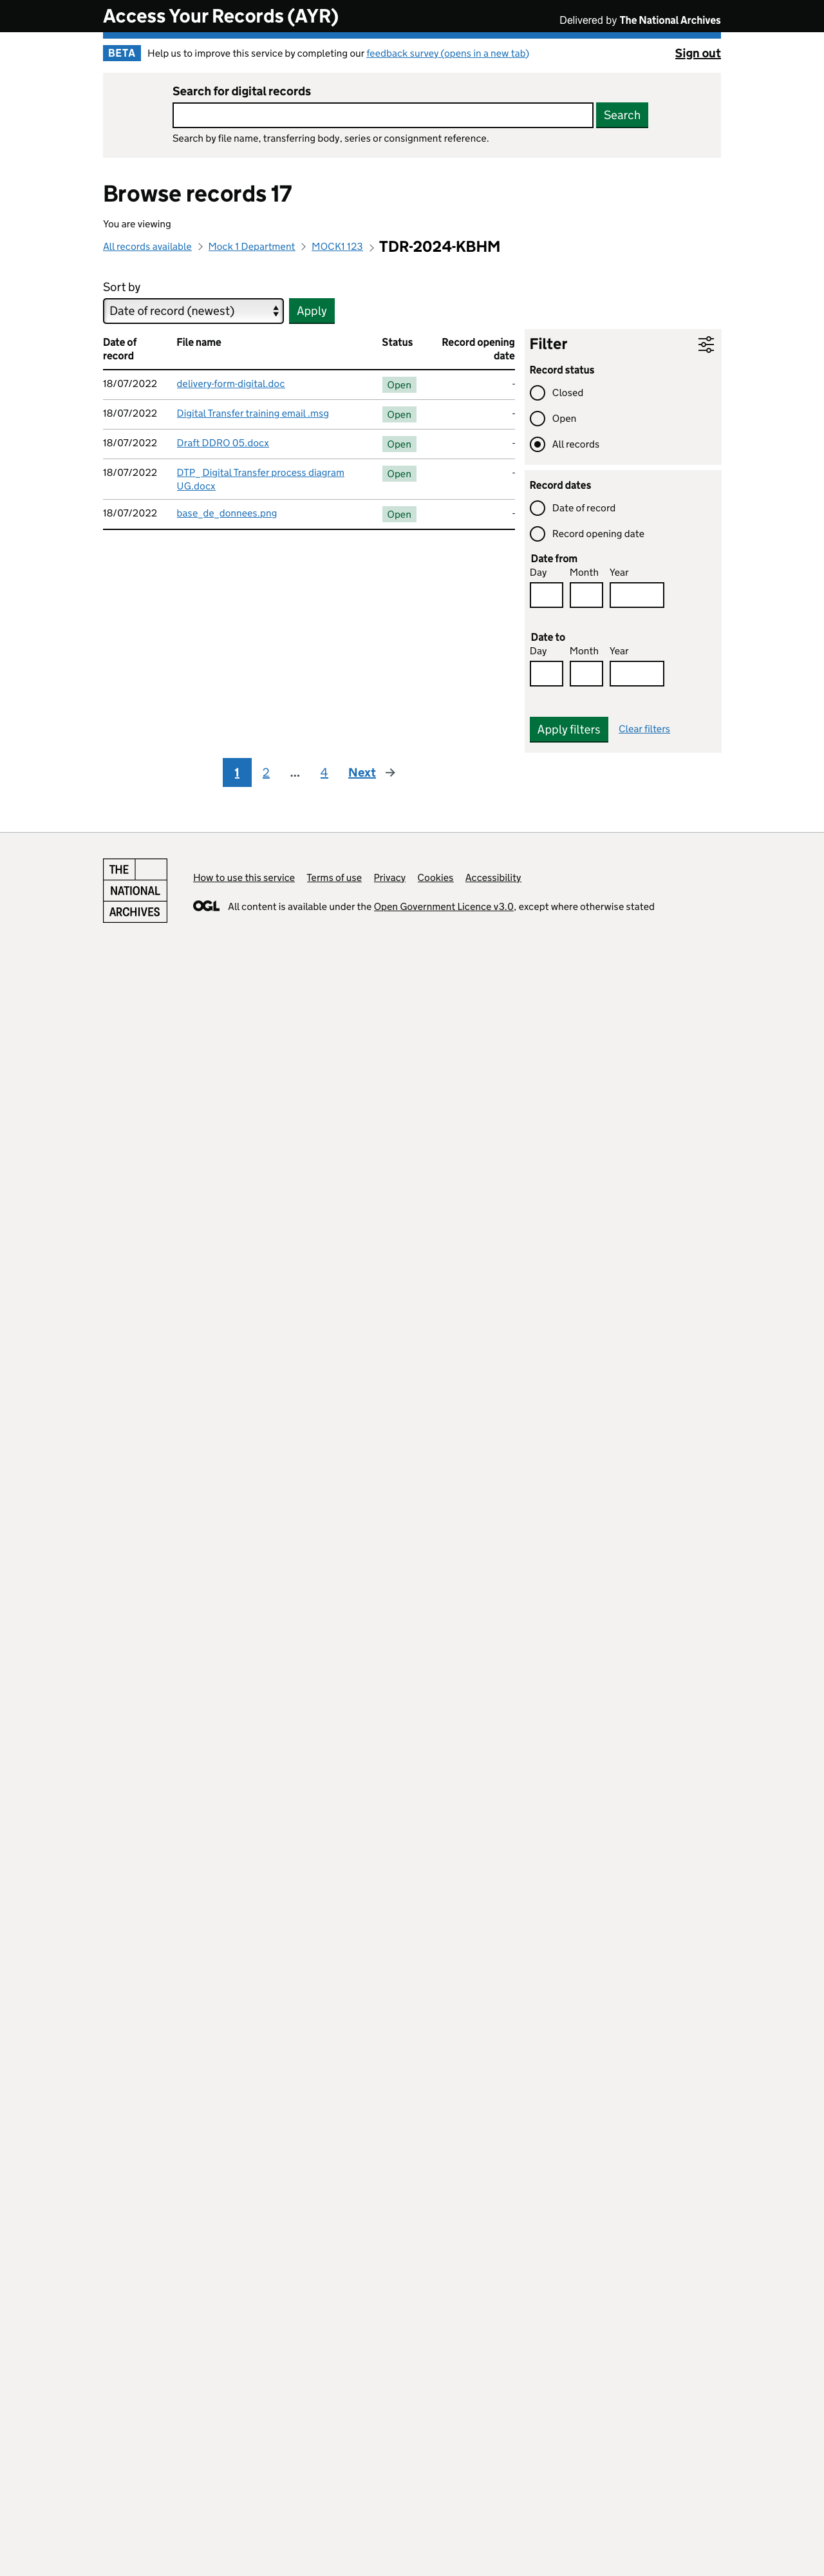 Access Your Records (AYR)
Delivered by The National Archives
BETA Help us to improve this service by completing our feedback survey (opens in a new tab)
Sign out
Search for digital records
Search
Search by file name, transferring body, series or consignment reference.
Browse records 17
You are viewing
All records available > Mock 1 Department > MOCK1 123 > TDR-2024-KBHM
Sort by
Date of record (newest) Apply
Date of record File name Status Record opening date
18/07/2022 delivery-form-digital.doc Open -
18/07/2022 Digital Transfer training email .msg Open -
18/07/2022 Draft DDRO 05.docx Open -
18/07/2022 DTP_ Digital Transfer process diagram UG.docx Open -
18/07/2022 base_de_donnees.png Open -
Filter
Record status
Closed
Open
All records
Record dates
Date of record
Record opening date
Date from
Day Month Year
Date to
Day Month Year
Apply filters Clear filters
1 2 ... 4 Next →
THE
NATIONAL
ARCHIVES
How to use this service Terms of use Privacy Cookies Accessibility
OGL All content is available under the Open Government Licence v3.0, except where otherwise stated